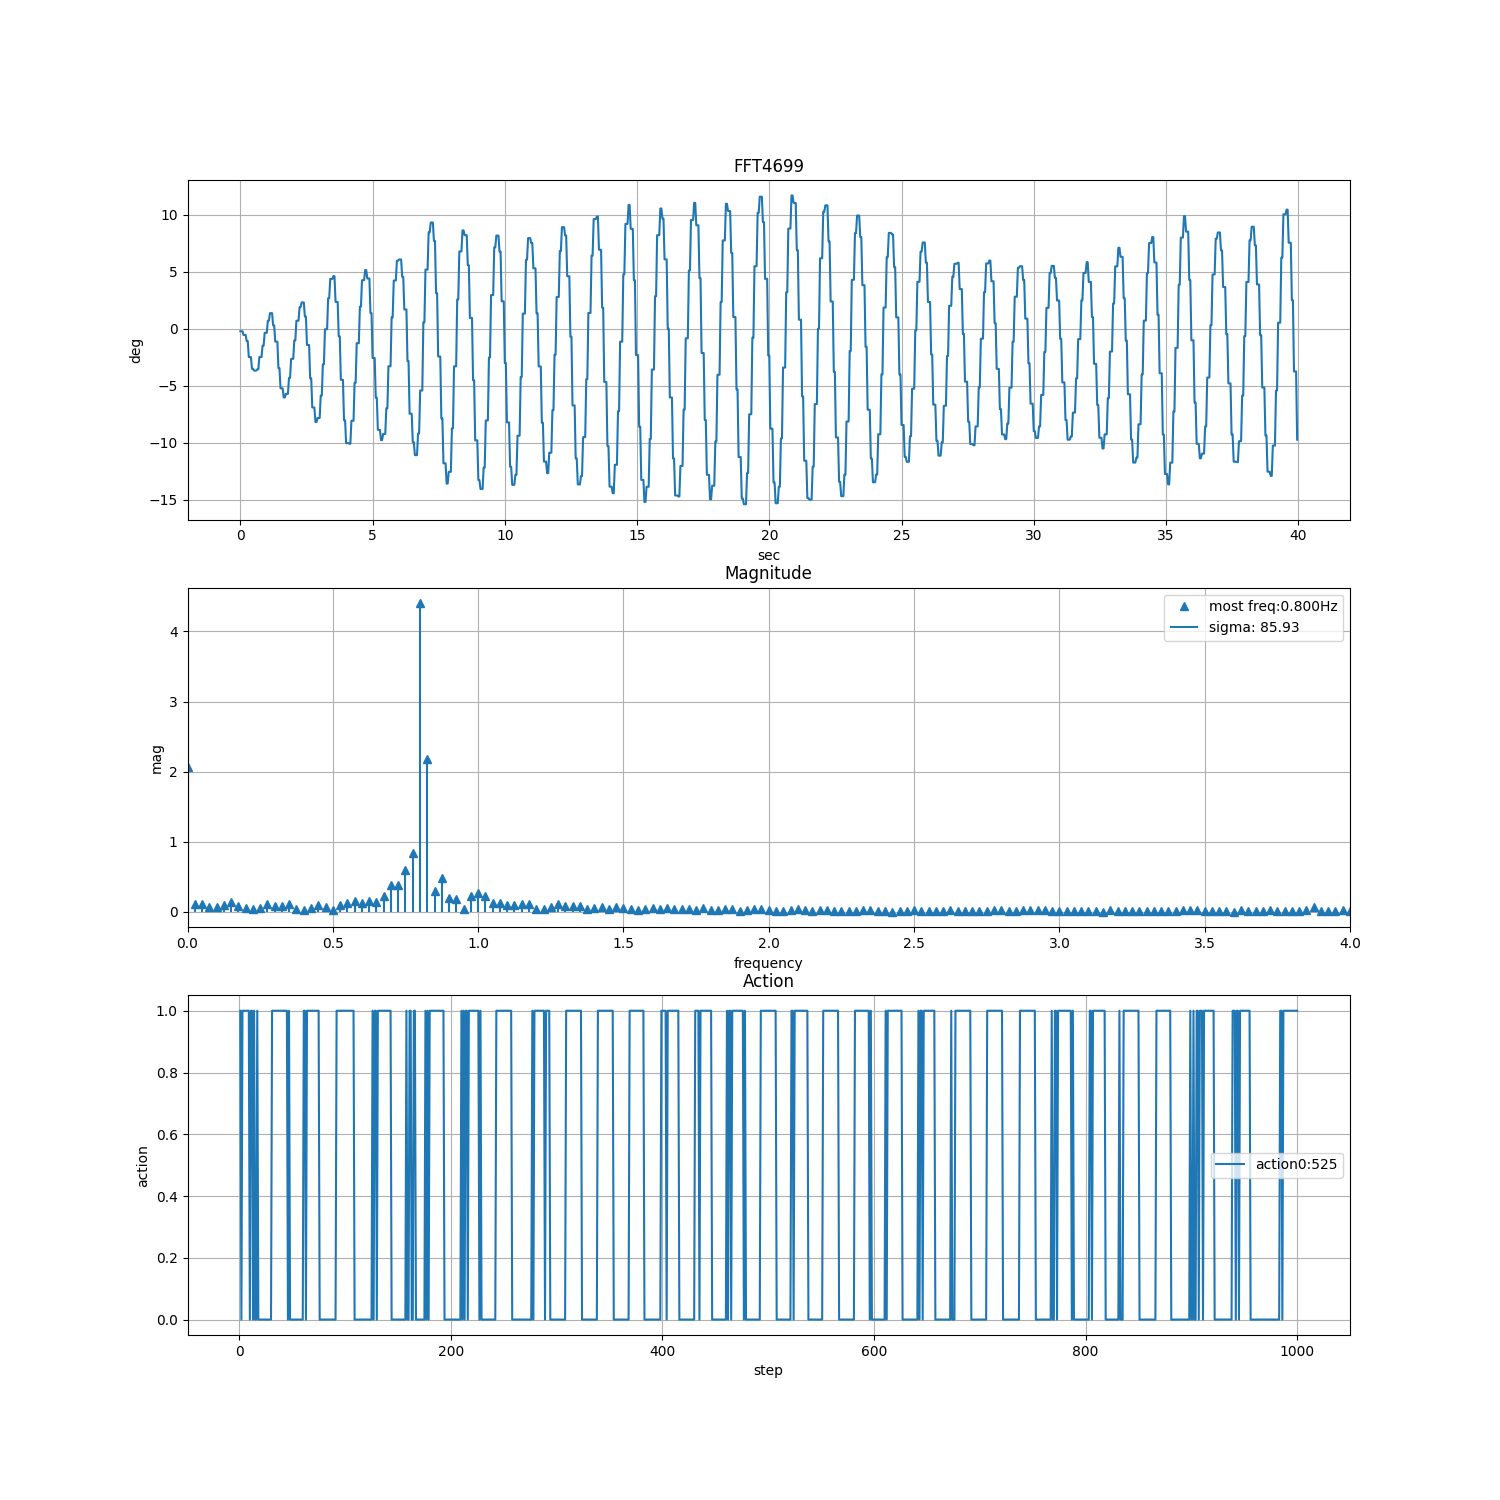 FFT4699
10
5
0
−5
−10
−15
deg
0 5 10 15 20 25 30 35 40
sec
Magnitude
most freq:0.800Hz
sigma: 85.93
4
3
2
1
0
mag
0.0 0.5 1.0 1.5 2.0 2.5 3.0 3.5 4.0
frequency
Action
1.0
0.8
0.6
0.4
0.2
0.0
action
action0:525
0 200 400 600 800 1000
step